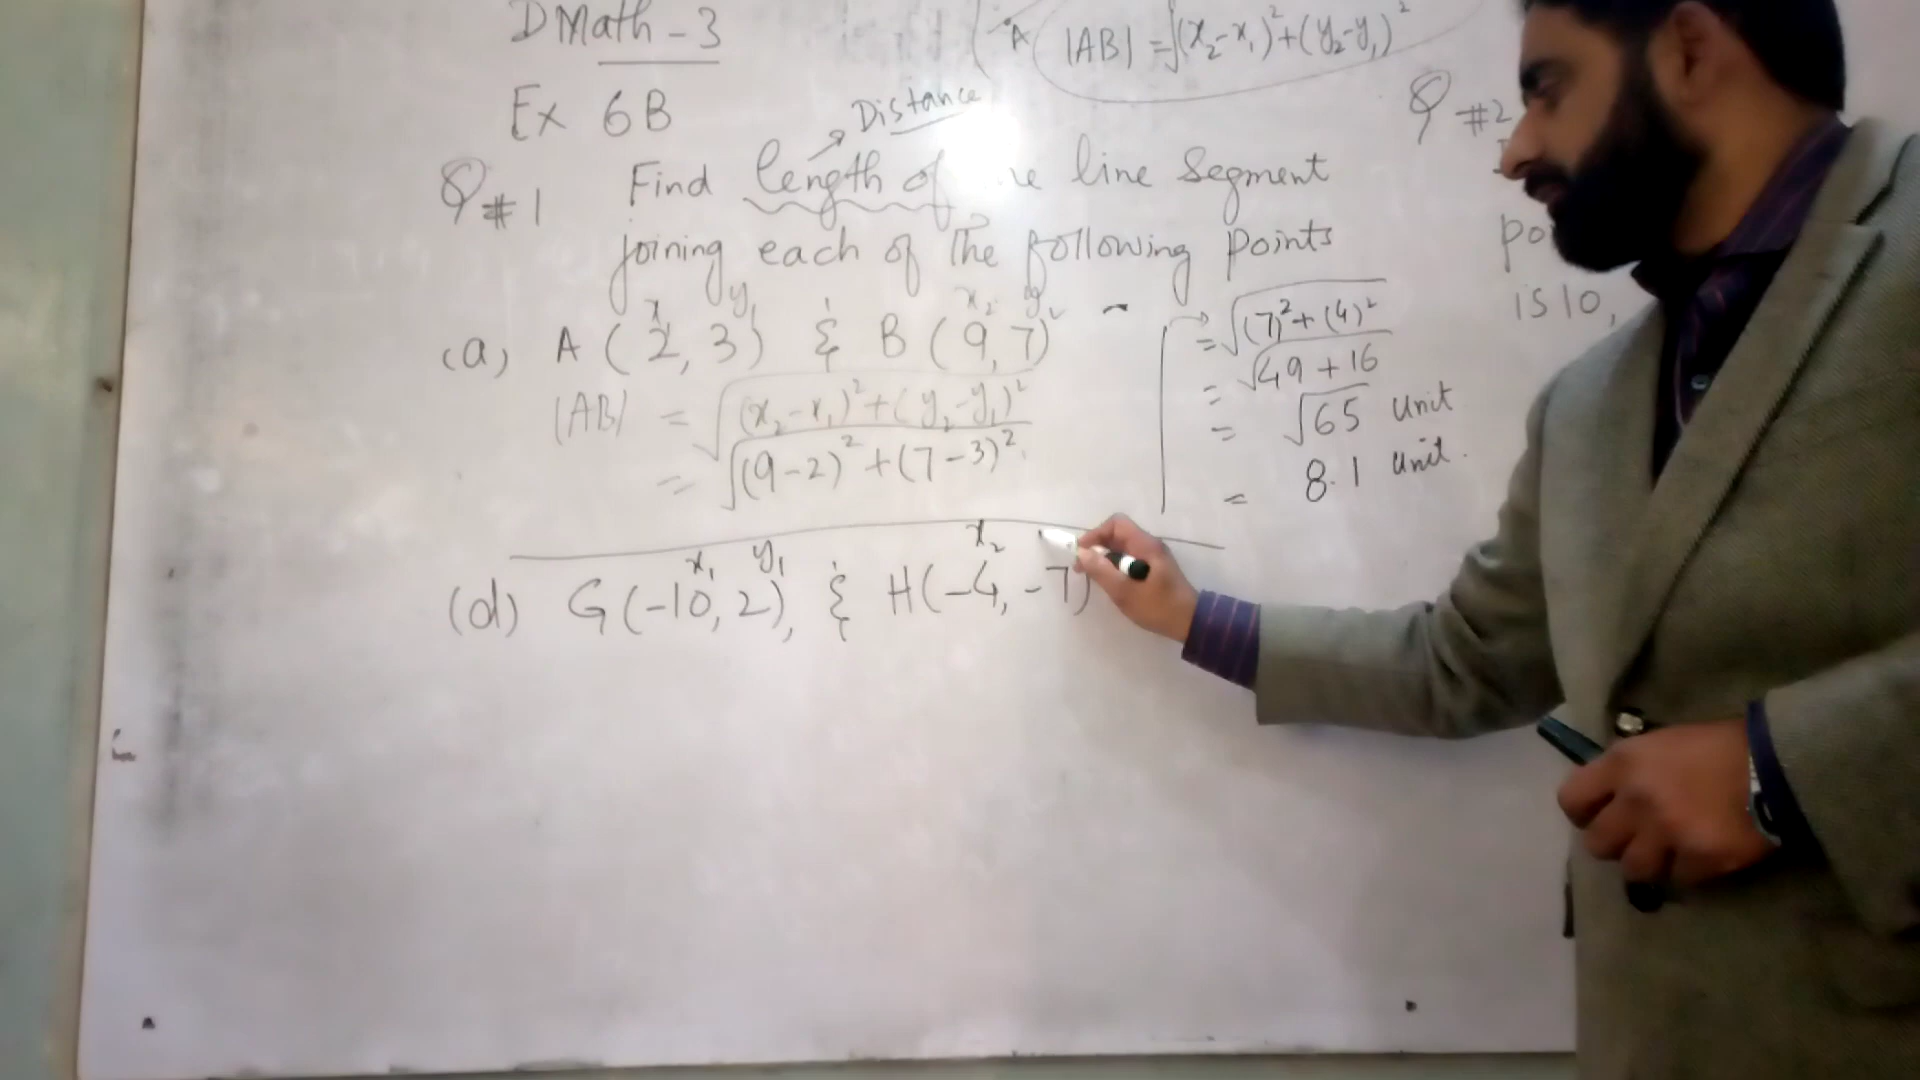 DMath - 3
A |AB| = √(x₂-x₁)²+(y₂-y₁)²
Ex 6B
Distance
Q #1 Find length of line Segment
joining each of the following points
x₁ y₁ x₂ y₂
(a) A (2, 3) & B (9, 7)
|AB| = √(x₂-x₁)²+(y₂-y₁)²
= √(9-2)²+(7-3)²
= √(7)²+(4)²
= √49+16
= √65 unit
= 8.1 unit.
x₁ y₁ x₂
(d) G(-10, 2), & H(-4, -7)
Q #2
is 10,